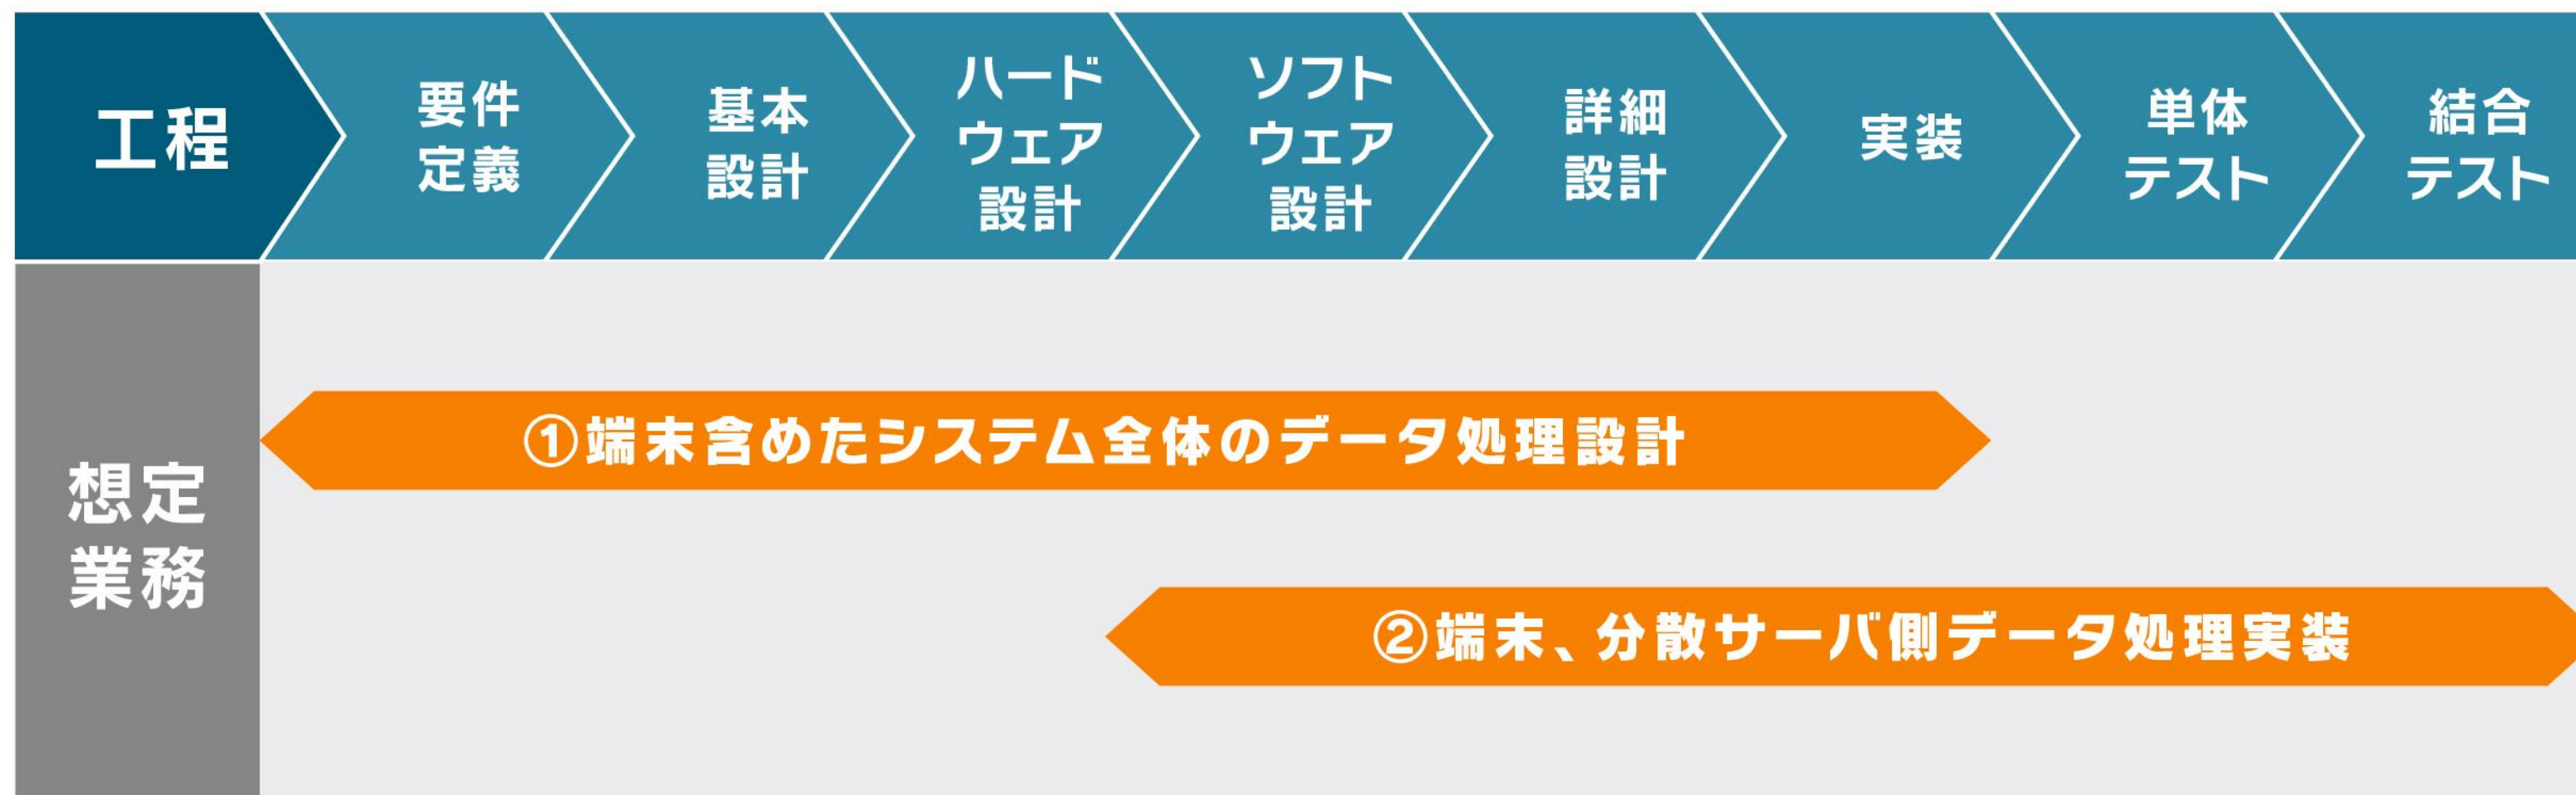 工程
要件
定義
基本
設計
ハード
ウェア
設計
ソフト
ウェア
設計
詳細
設計
実装
単体
テスト
結合
テスト
想定
業務
①端末含めたシステム全体のデータ処理設計
②端末、分散サーバ側データ処理実装